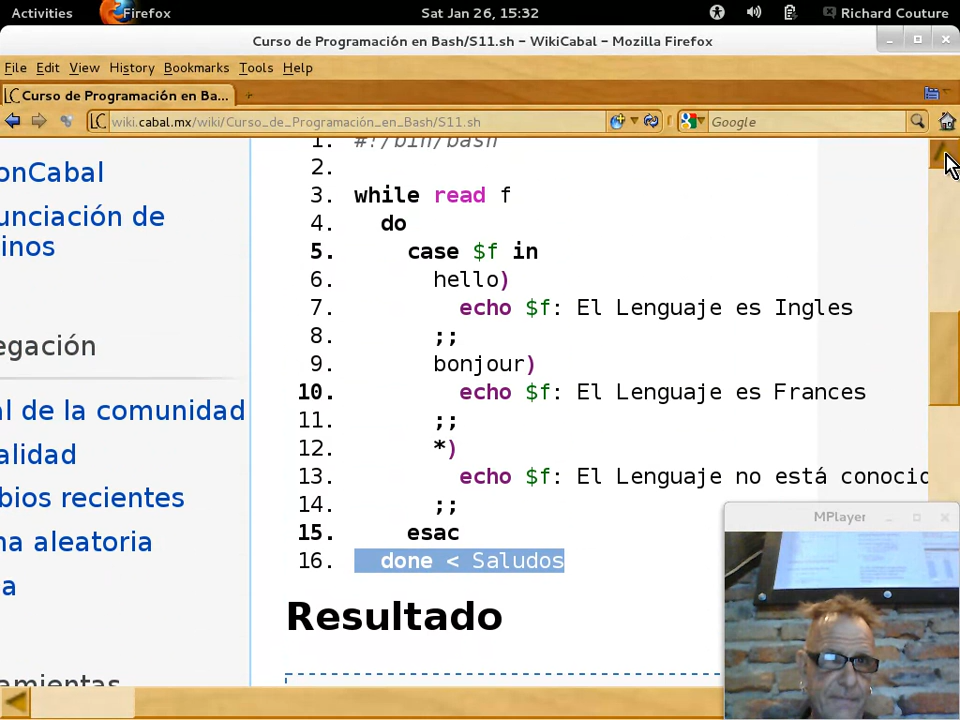 Activities Firefox Sat Jan 26, 15:32 Richard Couture
Curso de Programación en Bash/S11.sh – WikiCabal – Mozilla Firefox
File Edit View History Bookmarks Tools Help
Curso de Programación en Ba...
wiki.cabal.mx/wiki/Curso_de_Programación_en_Bash/S11.sh Google
onCabal
unciación de
inos
egación
al de la comunidad
alidad
bios recientes
na aleatoria
a
amientas
1. #!/bin/bash
2.
3. while read f
4. do
5. case $f in
6. hello)
7. echo $f: El Lenguaje es Ingles
8. ;;
9. bonjour)
10. echo $f: El Lenguaje es Frances
11. ;;
12. *)
13. echo $f: El Lenguaje no está conocid
14. ;;
15. esac
16. done < Saludos
Resultado
MPlayer